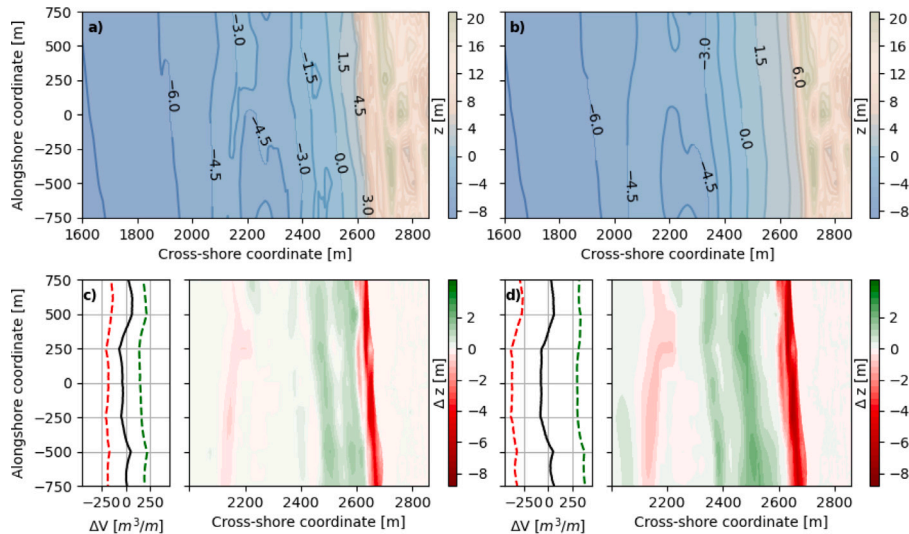 a)
750
500
250
0
−250
−500
−750
Alongshore coordinate [m]
−3.0
−6.0
−4.5
−4.5
−3.0
−1.5
0.0
1.5
4.5
3.0
1600 1800 2000 2200 2400 2600 2800
Cross-shore coordinate [m]
20
16
12
8
4
0
−4
−8
z [m]
b)
−3.0
−6.0
−4.5
−4.5
0.0
1.5
6.0
1600 1800 2000 2200 2400 2600 2800
Cross-shore coordinate [m]
20
16
12
8
4
0
−4
−8
z [m]
c)
750
500
250
0
−250
−500
−750
Alongshore coordinate [m]
−250 0 250
ΔV [m³/m]
2200 2400 2600 2800
Cross-shore coordinate [m]
2
0
−2
−4
−6
−8
Δ z [m]
d)
−250 0 250
ΔV [m³/m]
2200 2400 2600 2800
Cross-shore coordinate [m]
2
0
−2
−4
−6
−8
Δ z [m]